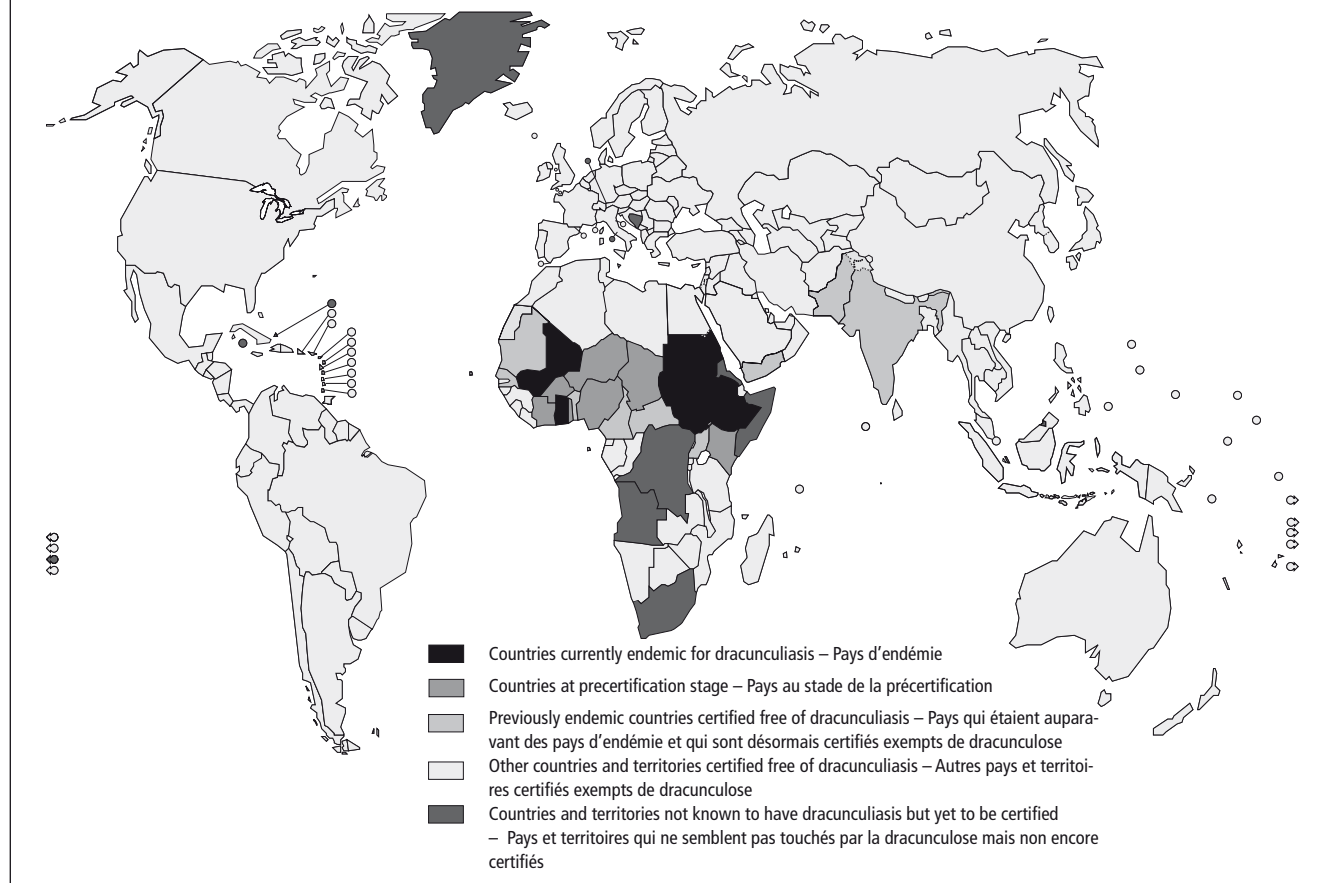 Countries currently endemic for dracunculiasis – Pays d'endémie
Countries at precertification stage – Pays au stade de la précertification
Previously endemic countries certified free of dracunculiasis – Pays qui étaient aupara-
vant des pays d'endémie et qui sont désormais certifiés exempts de dracunculose
Other countries and territories certified free of dracunculiasis – Autres pays et territoi-
res certifiés exempts de dracunculose
Countries and territories not known to have dracunculiasis but yet to be certified
– Pays et territoires qui ne semblent pas touchés par la dracunculose mais non encore
certifiés